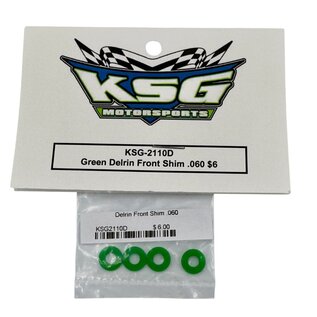 KSG
MOTORSPORTS
KSG-2110D
Green Delrin Front Shim .060 $6
Delrin Front Shim .060
KSG2110D $ 6.00